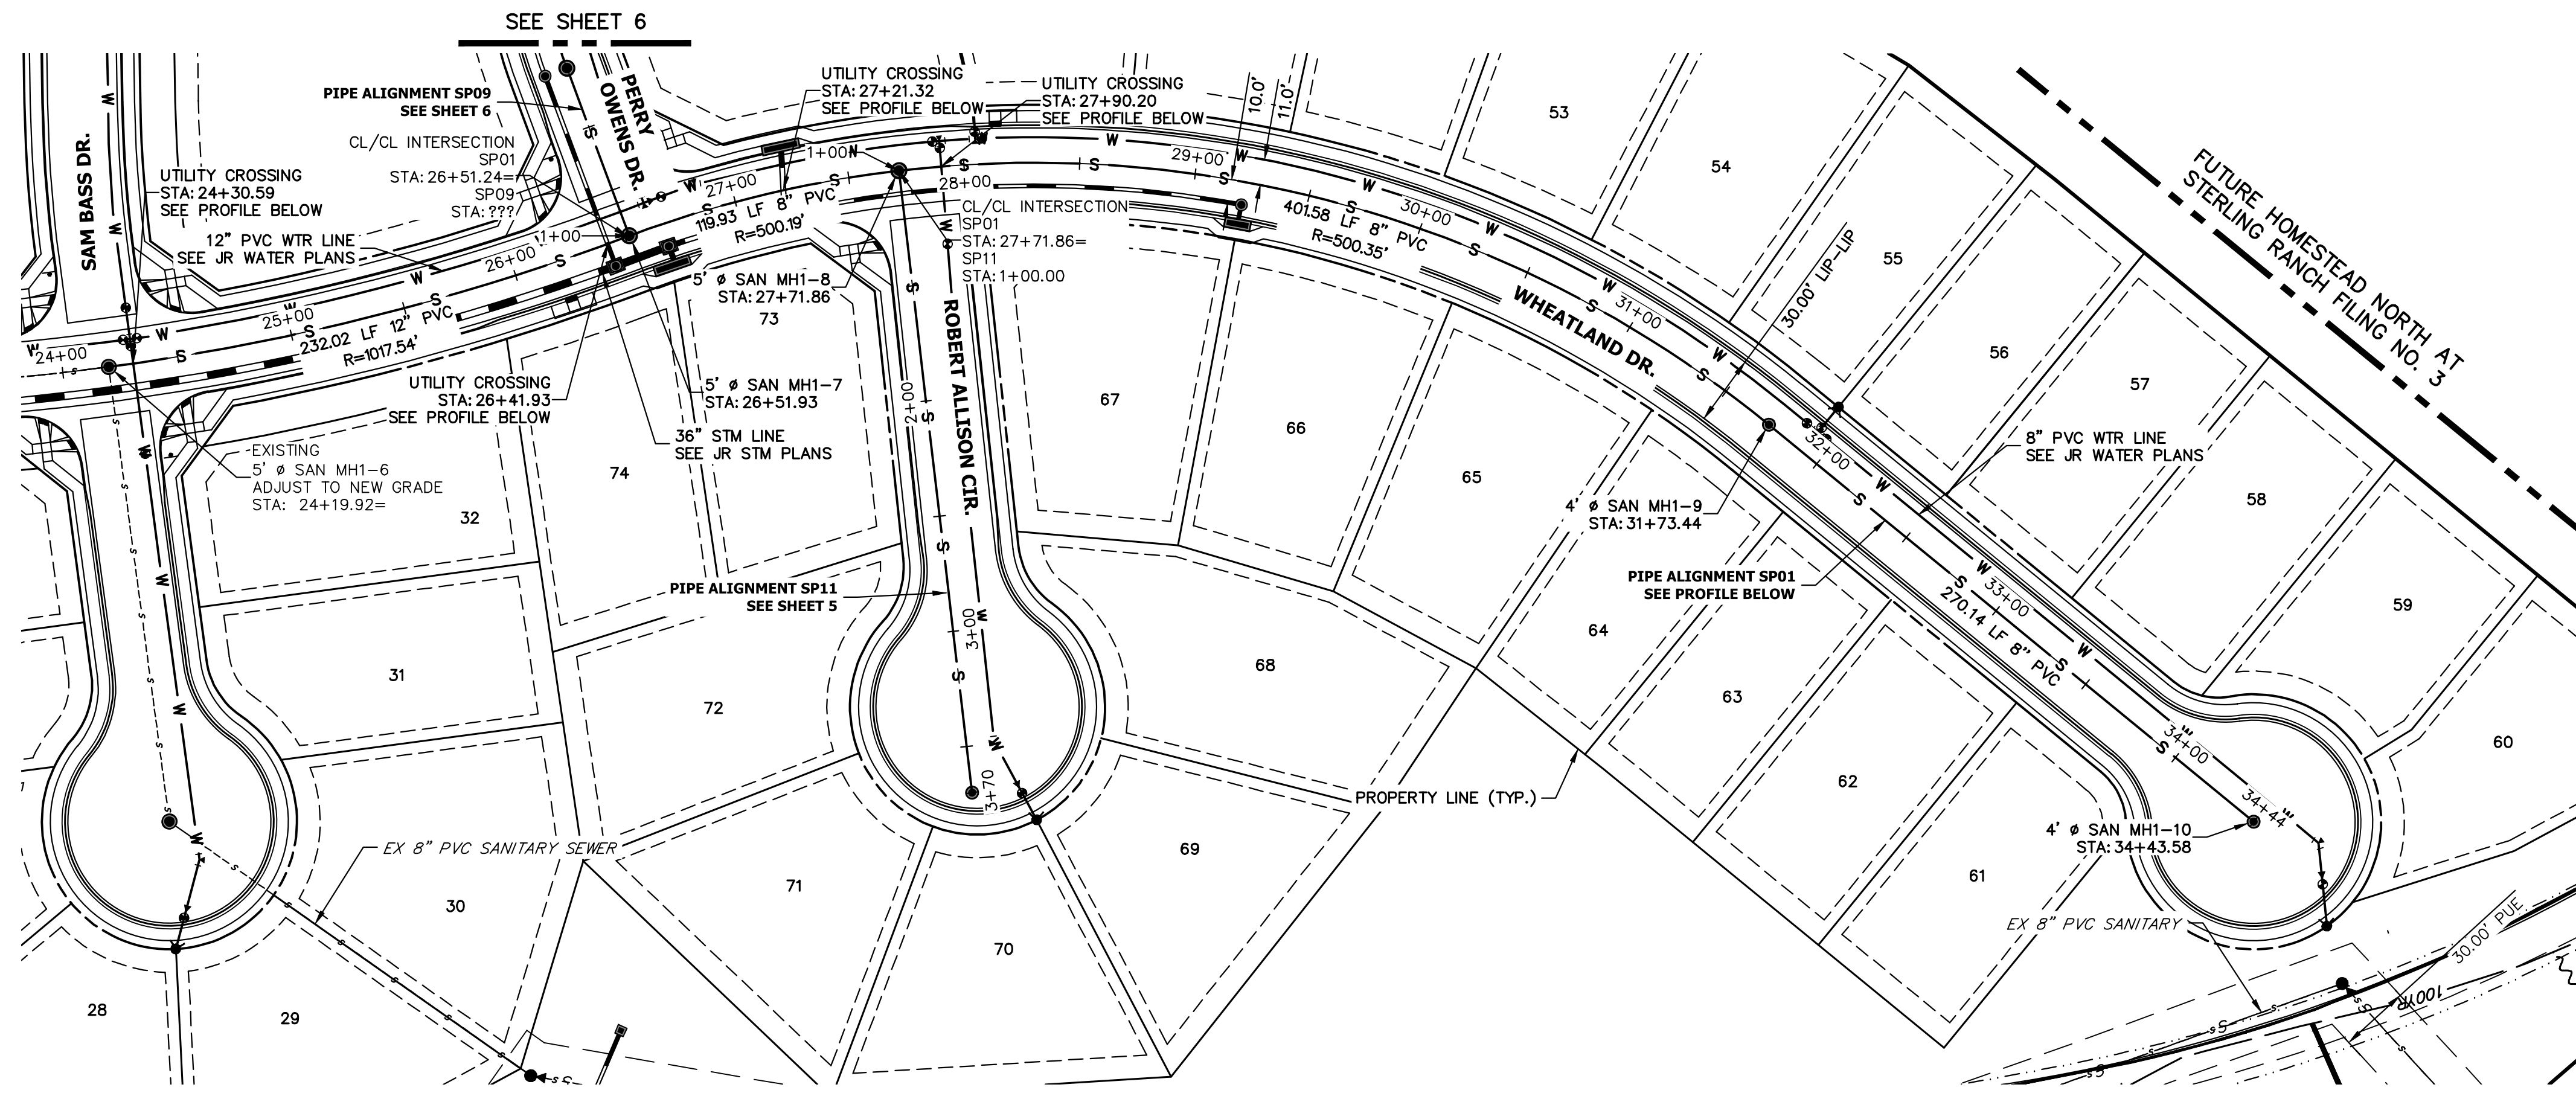 SEE SHEET 6
PIPE ALIGNMENT SP09
SEE SHEET 6
CL/CL INTERSECTION
SP01
STA: 26+51.24=
SP09
STA: ???
PERRY
OWENS DR.
SAM BASS DR.
UTILITY CROSSING
STA: 24+30.59
SEE PROFILE BELOW
12" PVC WTR LINE
SEE JR WATER PLANS
UTILITY CROSSING
STA: 27+21.32
SEE PROFILE BELOW
UTILITY CROSSING
STA: 27+90.20
SEE PROFILE BELOW
10.0'
11.0'
1+00
1+00
24+00
25+00
26+00
27+00
28+00
29+00
30+00
31+00
32+00
33+00
34+00
34+44
232.02 LF 12" PVC
R=1017.54'
119.93 LF 8" PVC
R=500.19'
401.58 LF 8" PVC
R=500.35'
270.14 LF 8" PVC
CL/CL INTERSECTION
SP01
STA: 27+71.86=
SP11
STA: 1+00.00
5' Ø SAN MH1-8
STA: 27+71.86
73
5' Ø SAN MH1-7
STA: 26+51.93
UTILITY CROSSING
STA: 26+41.93
SEE PROFILE BELOW
36" STM LINE
SEE JR STM PLANS
-EXISTING
5' Ø SAN MH1-6
ADJUST TO NEW GRADE
STA: 24+19.92=
ROBERT ALLISON CIR.
2+00
3+00
3+70
WHEATLAND DR.
30.00' LIP-LIP
FUTURE HOMESTEAD NORTH AT
STERLING RANCH FILING NO. 3
8" PVC WTR LINE
SEE JR WATER PLANS
4' Ø SAN MH1-9
STA: 31+73.44
PIPE ALIGNMENT SP01
SEE PROFILE BELOW
PIPE ALIGNMENT SP11
SEE SHEET 5
PROPERTY LINE (TYP.)
4' Ø SAN MH1-10
STA: 34+43.58
EX 8" PVC SANITARY SEWER
EX 8" PVC SANITARY
30.00' PUE
100YR
53
54
55
56
57
58
59
60
61
62
63
64
65
66
67
68
69
70
71
72
74
32
31
30
29
28